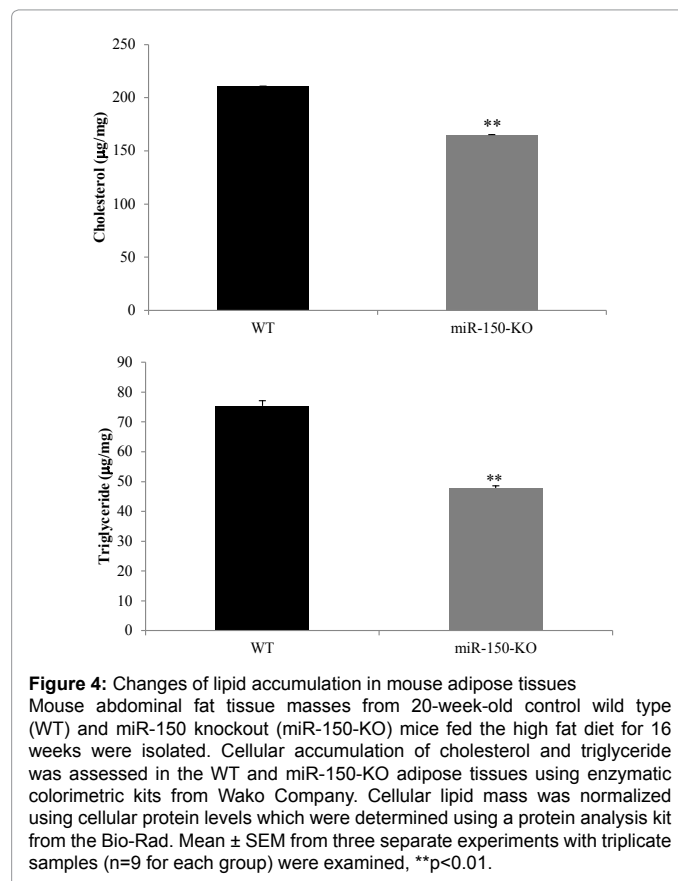 250
200
150
100
50
0
Cholesterol (µg/mg)
**
WT
miR-150-KO
90
80
70
60
50
40
30
20
10
0
Triglyceride (µg/mg)
**
WT
miR-150-KO
Figure 4: Changes of lipid accumulation in mouse adipose tissues
Mouse abdominal fat tissue masses from 20-week-old control wild type
(WT) and miR-150 knockout (miR-150-KO) mice fed the high fat diet for 16
weeks were isolated. Cellular accumulation of cholesterol and triglyceride
was assessed in the WT and miR-150-KO adipose tissues using enzymatic
colorimetric kits from Wako Company. Cellular lipid mass was normalized
using cellular protein levels which were determined using a protein analysis kit
from the Bio-Rad. Mean ± SEM from three separate experiments with triplicate
samples (n=9 for each group) were examined, **p<0.01.